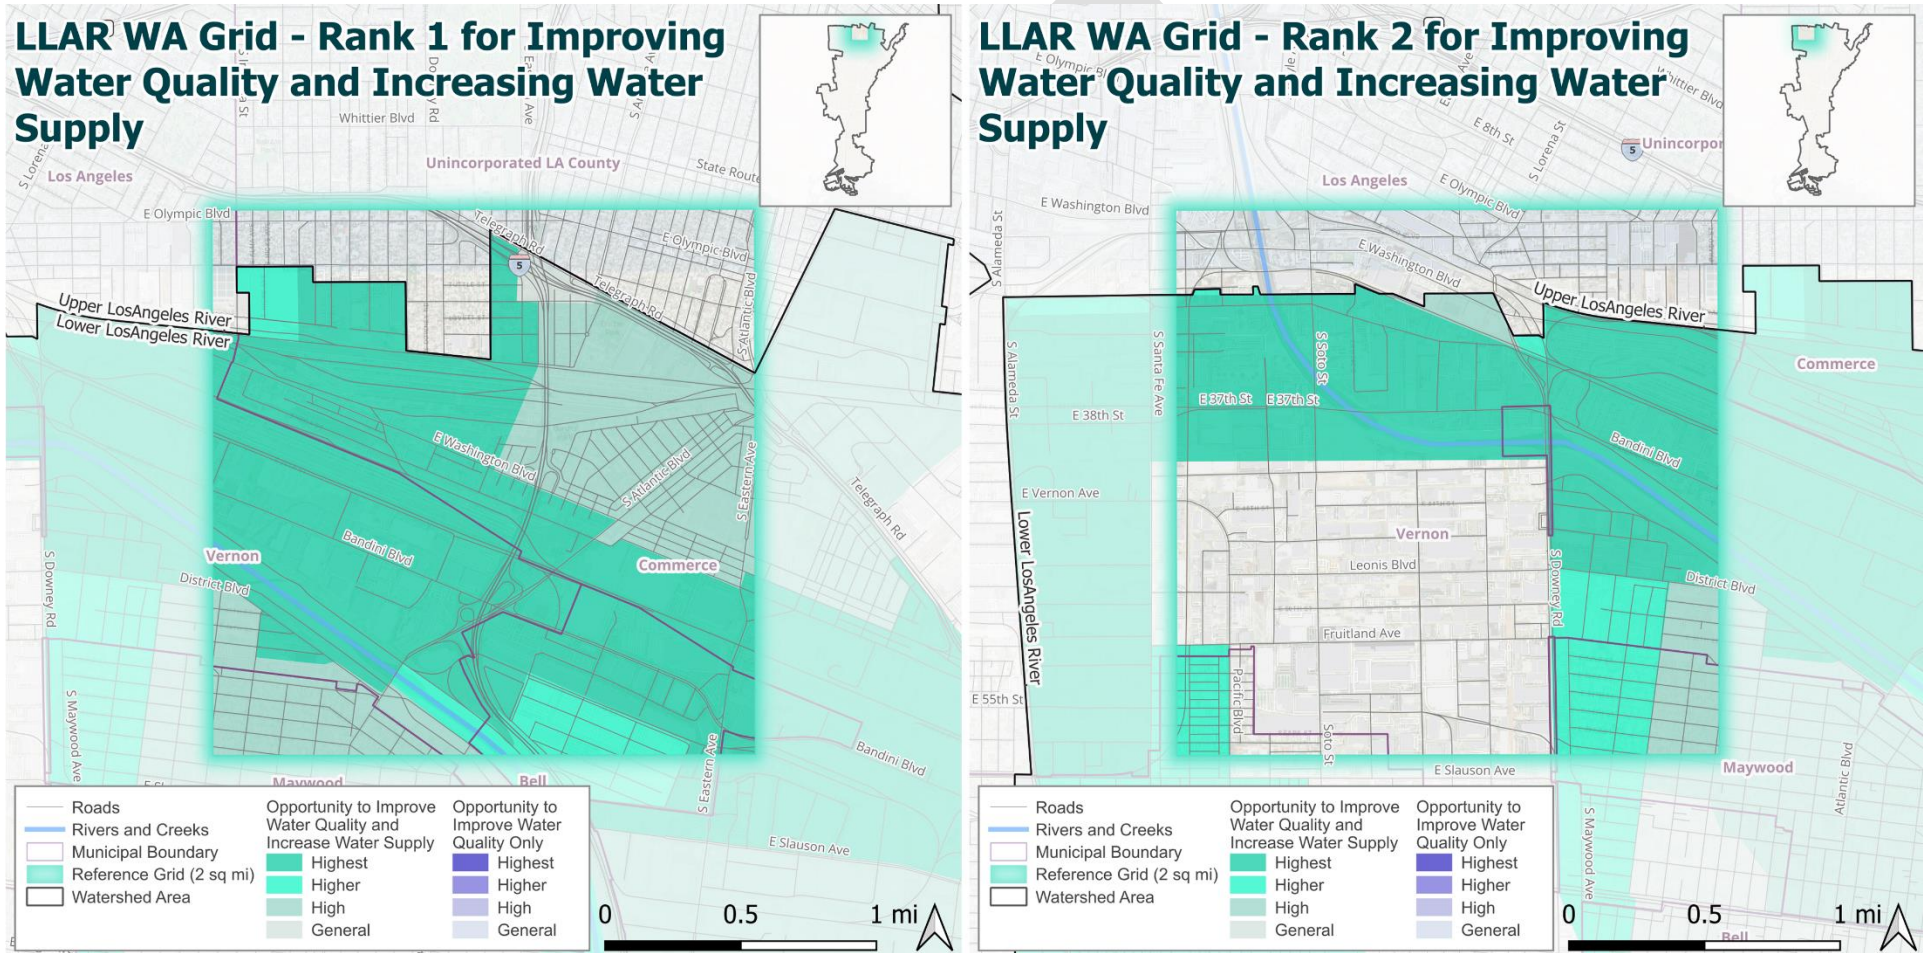 LLAR WA Grid - Rank 1 for Improving
Water Quality and Increasing Water
Supply
Whittier Blvd
Unincorporated LA County
State Route
S Lorena St
Los Angeles
E Olympic Blvd
Telegraph Rd
E Olympic Blvd
5
Telegraph Rd
S Atlantic Blvd
Upper LosAngeles River
Lower LosAngeles River
E Washington Blvd
S Atlantic Blvd
S Eastern Ave
Telegraph Rd
Bandini Blvd
Vernon
Commerce
District Blvd
S Downey Rd
S Maywood Ave
Bandini Blvd
S Eastern Ave
Maywood
Bell
E Slauson Ave
Roads
Rivers and Creeks
Municipal Boundary
Reference Grid (2 sq mi)
Watershed Area
Opportunity to Improve
Water Quality and
Increase Water Supply
Highest
Higher
High
General
Opportunity to
Improve Water
Quality Only
Highest
Higher
High
General
0 0.5 1 mi
LLAR WA Grid - Rank 2 for Improving
Water Quality and Increasing Water
Supply
E Olympic Blvd
Whittier Blvd
E 8th St
S Lorena St
5
Unincorpor
Los Angeles
E Olympic Blvd
E Washington Blvd
S Alameda St
E Washington Blvd
Upper LosAngeles River
Commerce
S Alameda St
S Santa Fe Ave
S Soto St
E 38th St
E 37th St
E 37th St
Bandini Blvd
E Vernon Ave
Vernon
Lower LosAngeles River
Leonis Blvd
S Downey Rd
District Blvd
Fruitland Ave
E 55th St
Pacific Blvd
Soto St
E Slauson Ave
Maywood
Atlantic Blvd
S Maywood Ave
Bell
Roads
Rivers and Creeks
Municipal Boundary
Reference Grid (2 sq mi)
Watershed Area
Opportunity to Improve
Water Quality and
Increase Water Supply
Highest
Higher
High
General
Opportunity to
Improve Water
Quality Only
Highest
Higher
High
General
0 0.5 1 mi